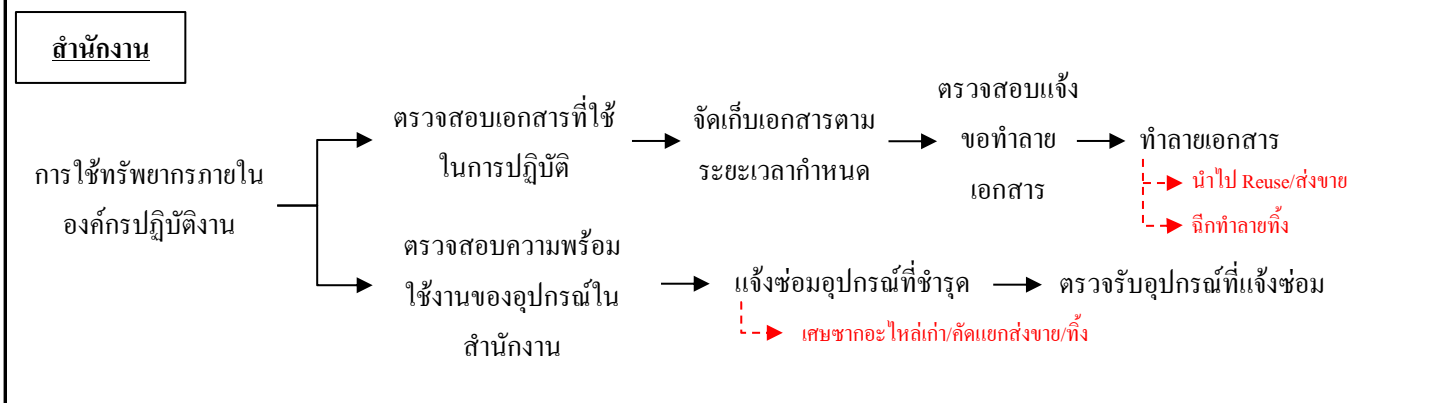 สำนักงาน
การใช้ทรัพยากรภายใน
องค์กรปฏิบัติงาน
ตรวจสอบเอกสารที่ใช้
ในการปฏิบัติ
จัดเก็บเอกสารตาม
ระยะเวลากำหนด
ตรวจสอบแจ้ง
ขอทำลาย
เอกสาร
ทำลายเอกสาร
นำไป Reuse/ส่งขาย
ฉีกทำลายทิ้ง
ตรวจสอบความพร้อม
ใช้งานของอุปกรณ์ใน
สำนักงาน
แจ้งซ่อมอุปกรณ์ที่ชำรุด
เศษซากอะไหล่เก่า/คัดแยกส่งขาย/ทิ้ง
ตรวจรับอุปกรณ์ที่แจ้งซ่อม